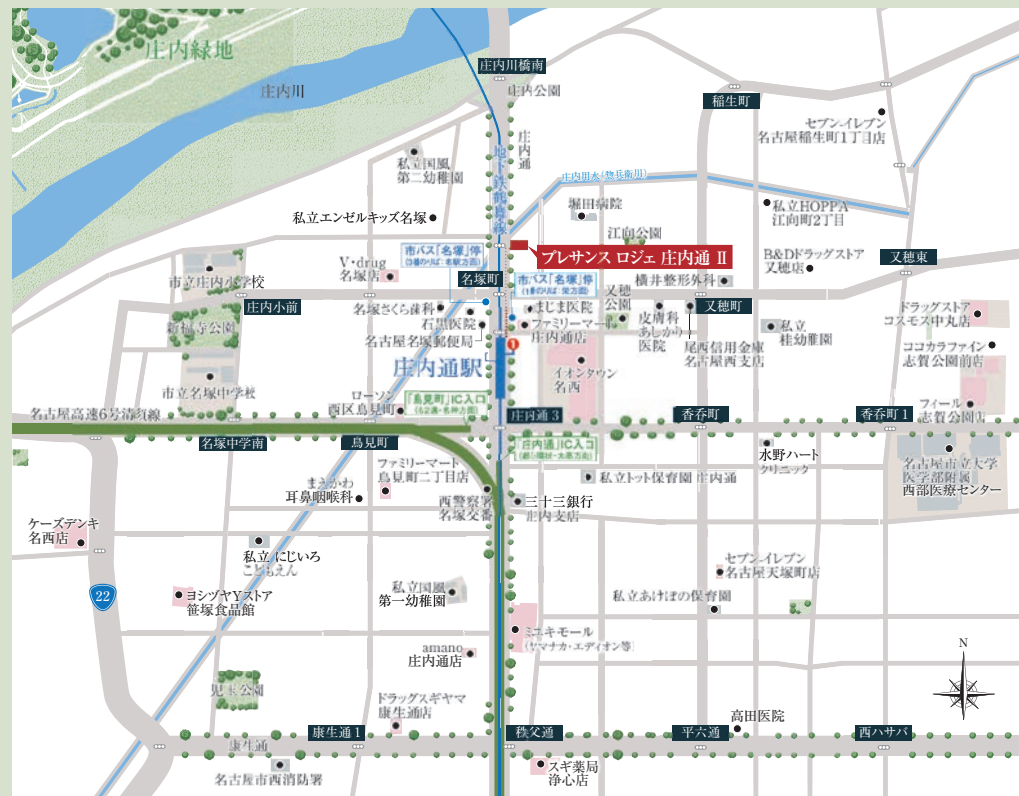 庄内緑地
庄内川
庄内川橋南
庄内公園
稲生町
セブン-イレブン
名古屋稲生町1丁目店
庄内通
地下鉄鶴舞線
私立国風
第二幼稚園
庄内用水(惣兵衛川)
堀田病院
私立HOPPA
江向町2丁目
私立エンゼルキッズ名塚
江向公園
プレサンス ロジェ 庄内通 II
市バス「名塚」停
B&Dドラッグストア
又穂店
又穂東
V・drug
名塚店
市立庄内小学校
名塚町
市バス「名塚」停
横井整形外科
庄内小前
名塚さくら歯科
石黒医院
名古屋名塚郵便局
まじま医院
ファミリーマート
庄内通店
又穂
公園
皮膚科
あしかり
医院
又穂町
尾西信用金庫
名古屋西支店
私立
桂幼稚園
ドラッグストア
コスモス中丸店
新福寺公園
1
庄内通駅
イオンタウン
名西
ココカラファイン
志賀公園前店
市立名塚中学校
ローソン
西区鳥見町
「鳥見町」IC入口
フィール
志賀公園店
名古屋高速6号清須線
庄内通3
香呑町
香呑町1
名塚中学南
鳥見町
「庄内通」IC入口
水野ハート
クリニック
名古屋市立大学
医学部附属
西部医療センター
ファミリーマート
鳥見町二丁目店
まえかわ
耳鼻咽喉科
西警察署
名塚交番
私立トット保育園 庄内通
三十三銀行
庄内支店
ケーズデンキ
名西店
私立にじいろ
こどもえん
セブン-イレブン
名古屋天塚町店
22
ヨシヅヤYストア
笹塚食品館
私立国風
第一幼稚園
私立あけぼの保育園
ミユキモール
(ヤマナカ・エディオン等)
amano
庄内通店
N
児玉公園
ドラッグスギヤマ
康生通店
高田医院
康生通1
秩父通
平六通
西ハサバ
康生通
名古屋市西消防署
スギ薬局
浄心店